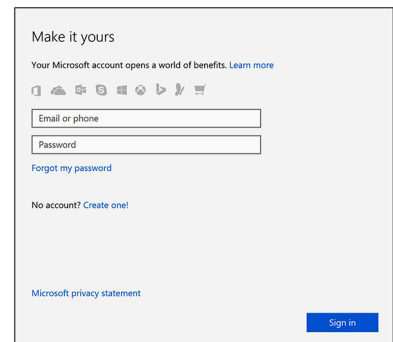 Make it yours
Your Microsoft account opens a world of benefits. Learn more
Email or phone
Password
Forgot my password
No account? Create one!
Microsoft privacy statement
Sign in